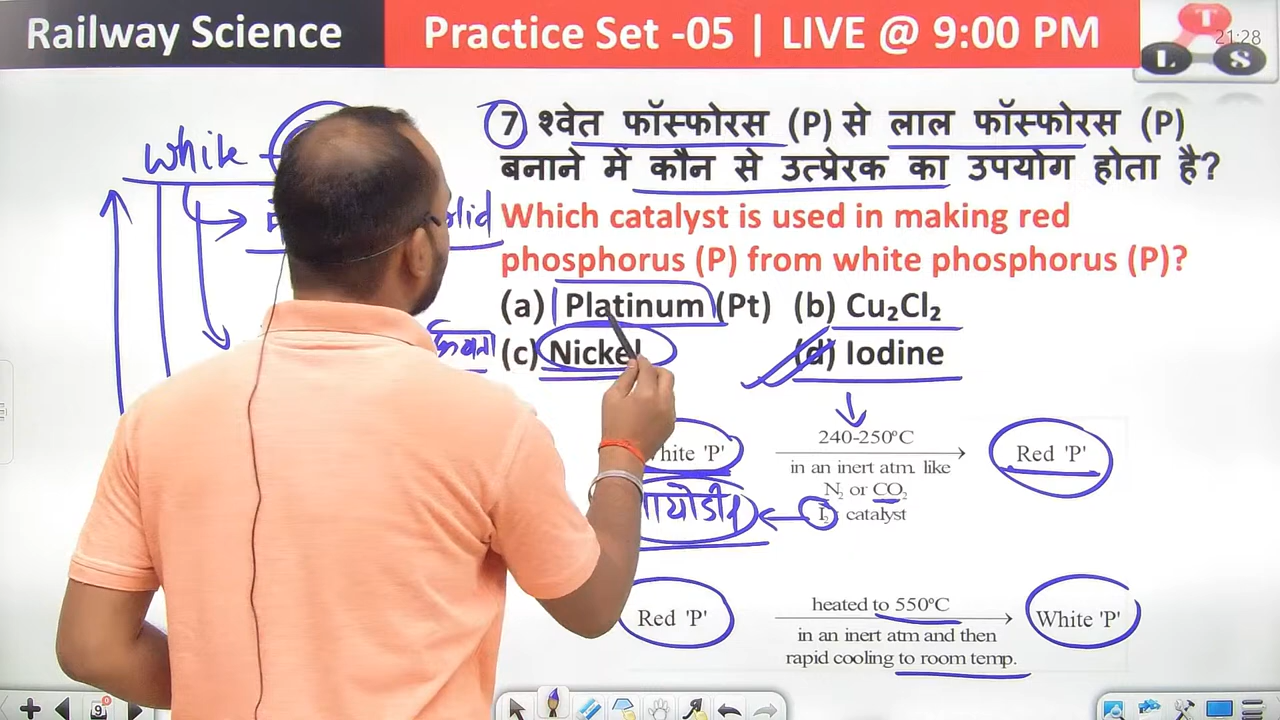 Railway Science
Practice Set -05 | LIVE @ 9:00 PM
T
L S
21:28
White
7 श्वेत फॉस्फोरस (P) से लाल फॉस्फोरस (P)
बनाने में कौन से उत्प्रेरक का उपयोग होता है?
Which catalyst is used in making red
phosphorus (P) from white phosphorus (P)?
(a) Platinum (Pt) (b) Cu₂Cl₂
(c) Nickel (d) Iodine
'P' 240-250°C Red 'P'
in an inert atm. like
N₂ or CO₂
I₂ catalyst
Red 'P' heated to 550°C White 'P'
in an inert atm and then
rapid cooling to room temp.
9